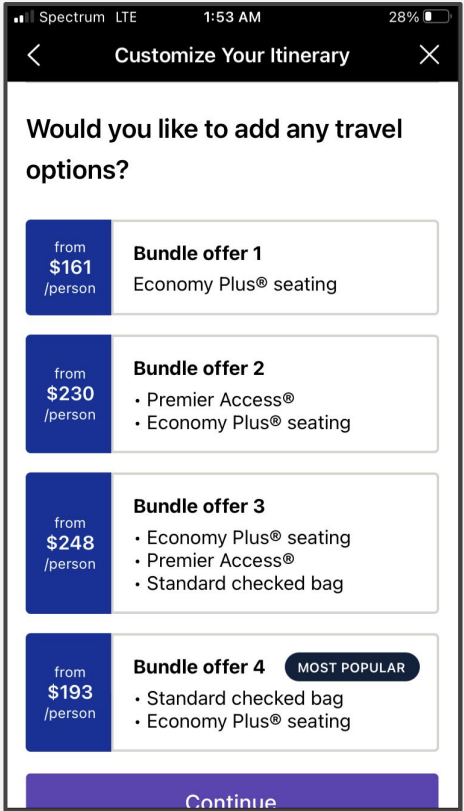 Spectrum LTE 1:53 AM 28%
Customize Your Itinerary
Would you like to add any travel
options?
from
$161
/person
Bundle offer 1
Economy Plus® seating
from
$230
/person
Bundle offer 2
• Premier Access®
• Economy Plus® seating
from
$248
/person
Bundle offer 3
• Economy Plus® seating
• Premier Access®
• Standard checked bag
from
$193
/person
Bundle offer 4 MOST POPULAR
• Standard checked bag
• Economy Plus® seating
Continue